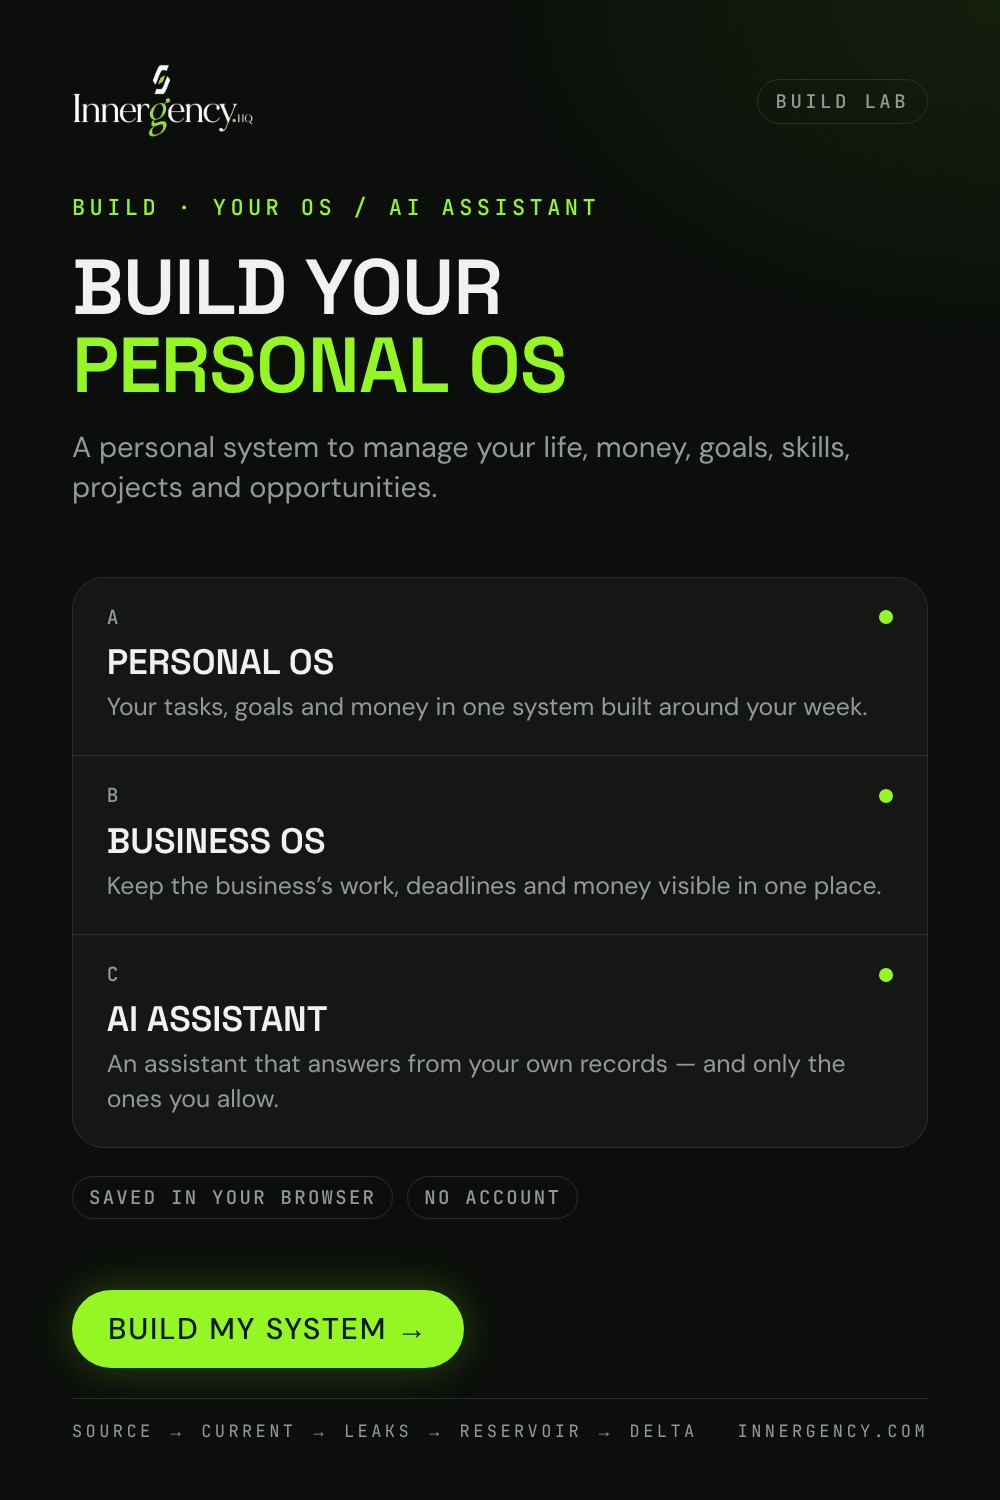 Innergency.HQ
BUILD LAB
BUILD · YOUR OS / AI ASSISTANT
BUILD YOUR
PERSONAL OS
A personal system to manage your life, money, goals, skills,
projects and opportunities.
A
PERSONAL OS
Your tasks, goals and money in one system built around your week.
B
BUSINESS OS
Keep the business’s work, deadlines and money visible in one place.
C
AI ASSISTANT
An assistant that answers from your own records — and only the
ones you allow.
SAVED IN YOUR BROWSER
NO ACCOUNT
BUILD MY SYSTEM →
SOURCE → CURRENT → LEAKS → RESERVOIR → DELTA
INNERGENCY.COM